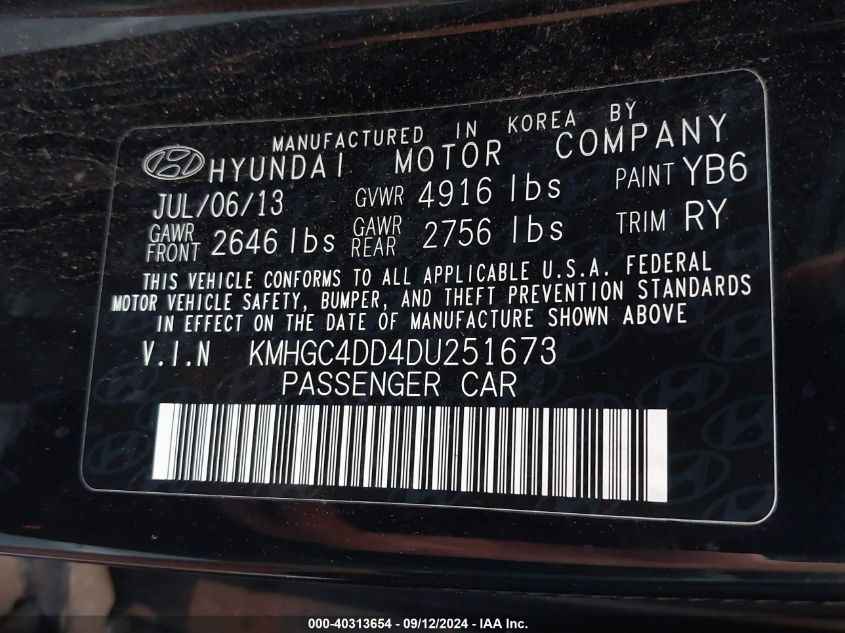 MANUFACTURED IN KOREA BY
HYUNDAI MOTOR COMPANY
JUL/06/13 GVWR 4916 lbs PAINT YB6
GAWR FRONT 2646 lbs GAWR REAR 2756 lbs TRIM RY
THIS VEHICLE CONFORMS TO ALL APPLICABLE U.S.A. FEDERAL
MOTOR VEHICLE SAFETY, BUMPER, AND THEFT PREVENTION STANDARDS
IN EFFECT ON THE DATE OF MANUFACTURE SHOWN ABOVE
V.I.N KMHGC4DD4DU251673
PASSENGER CAR
000-40313654 - 09/12/2024 - IAA Inc.